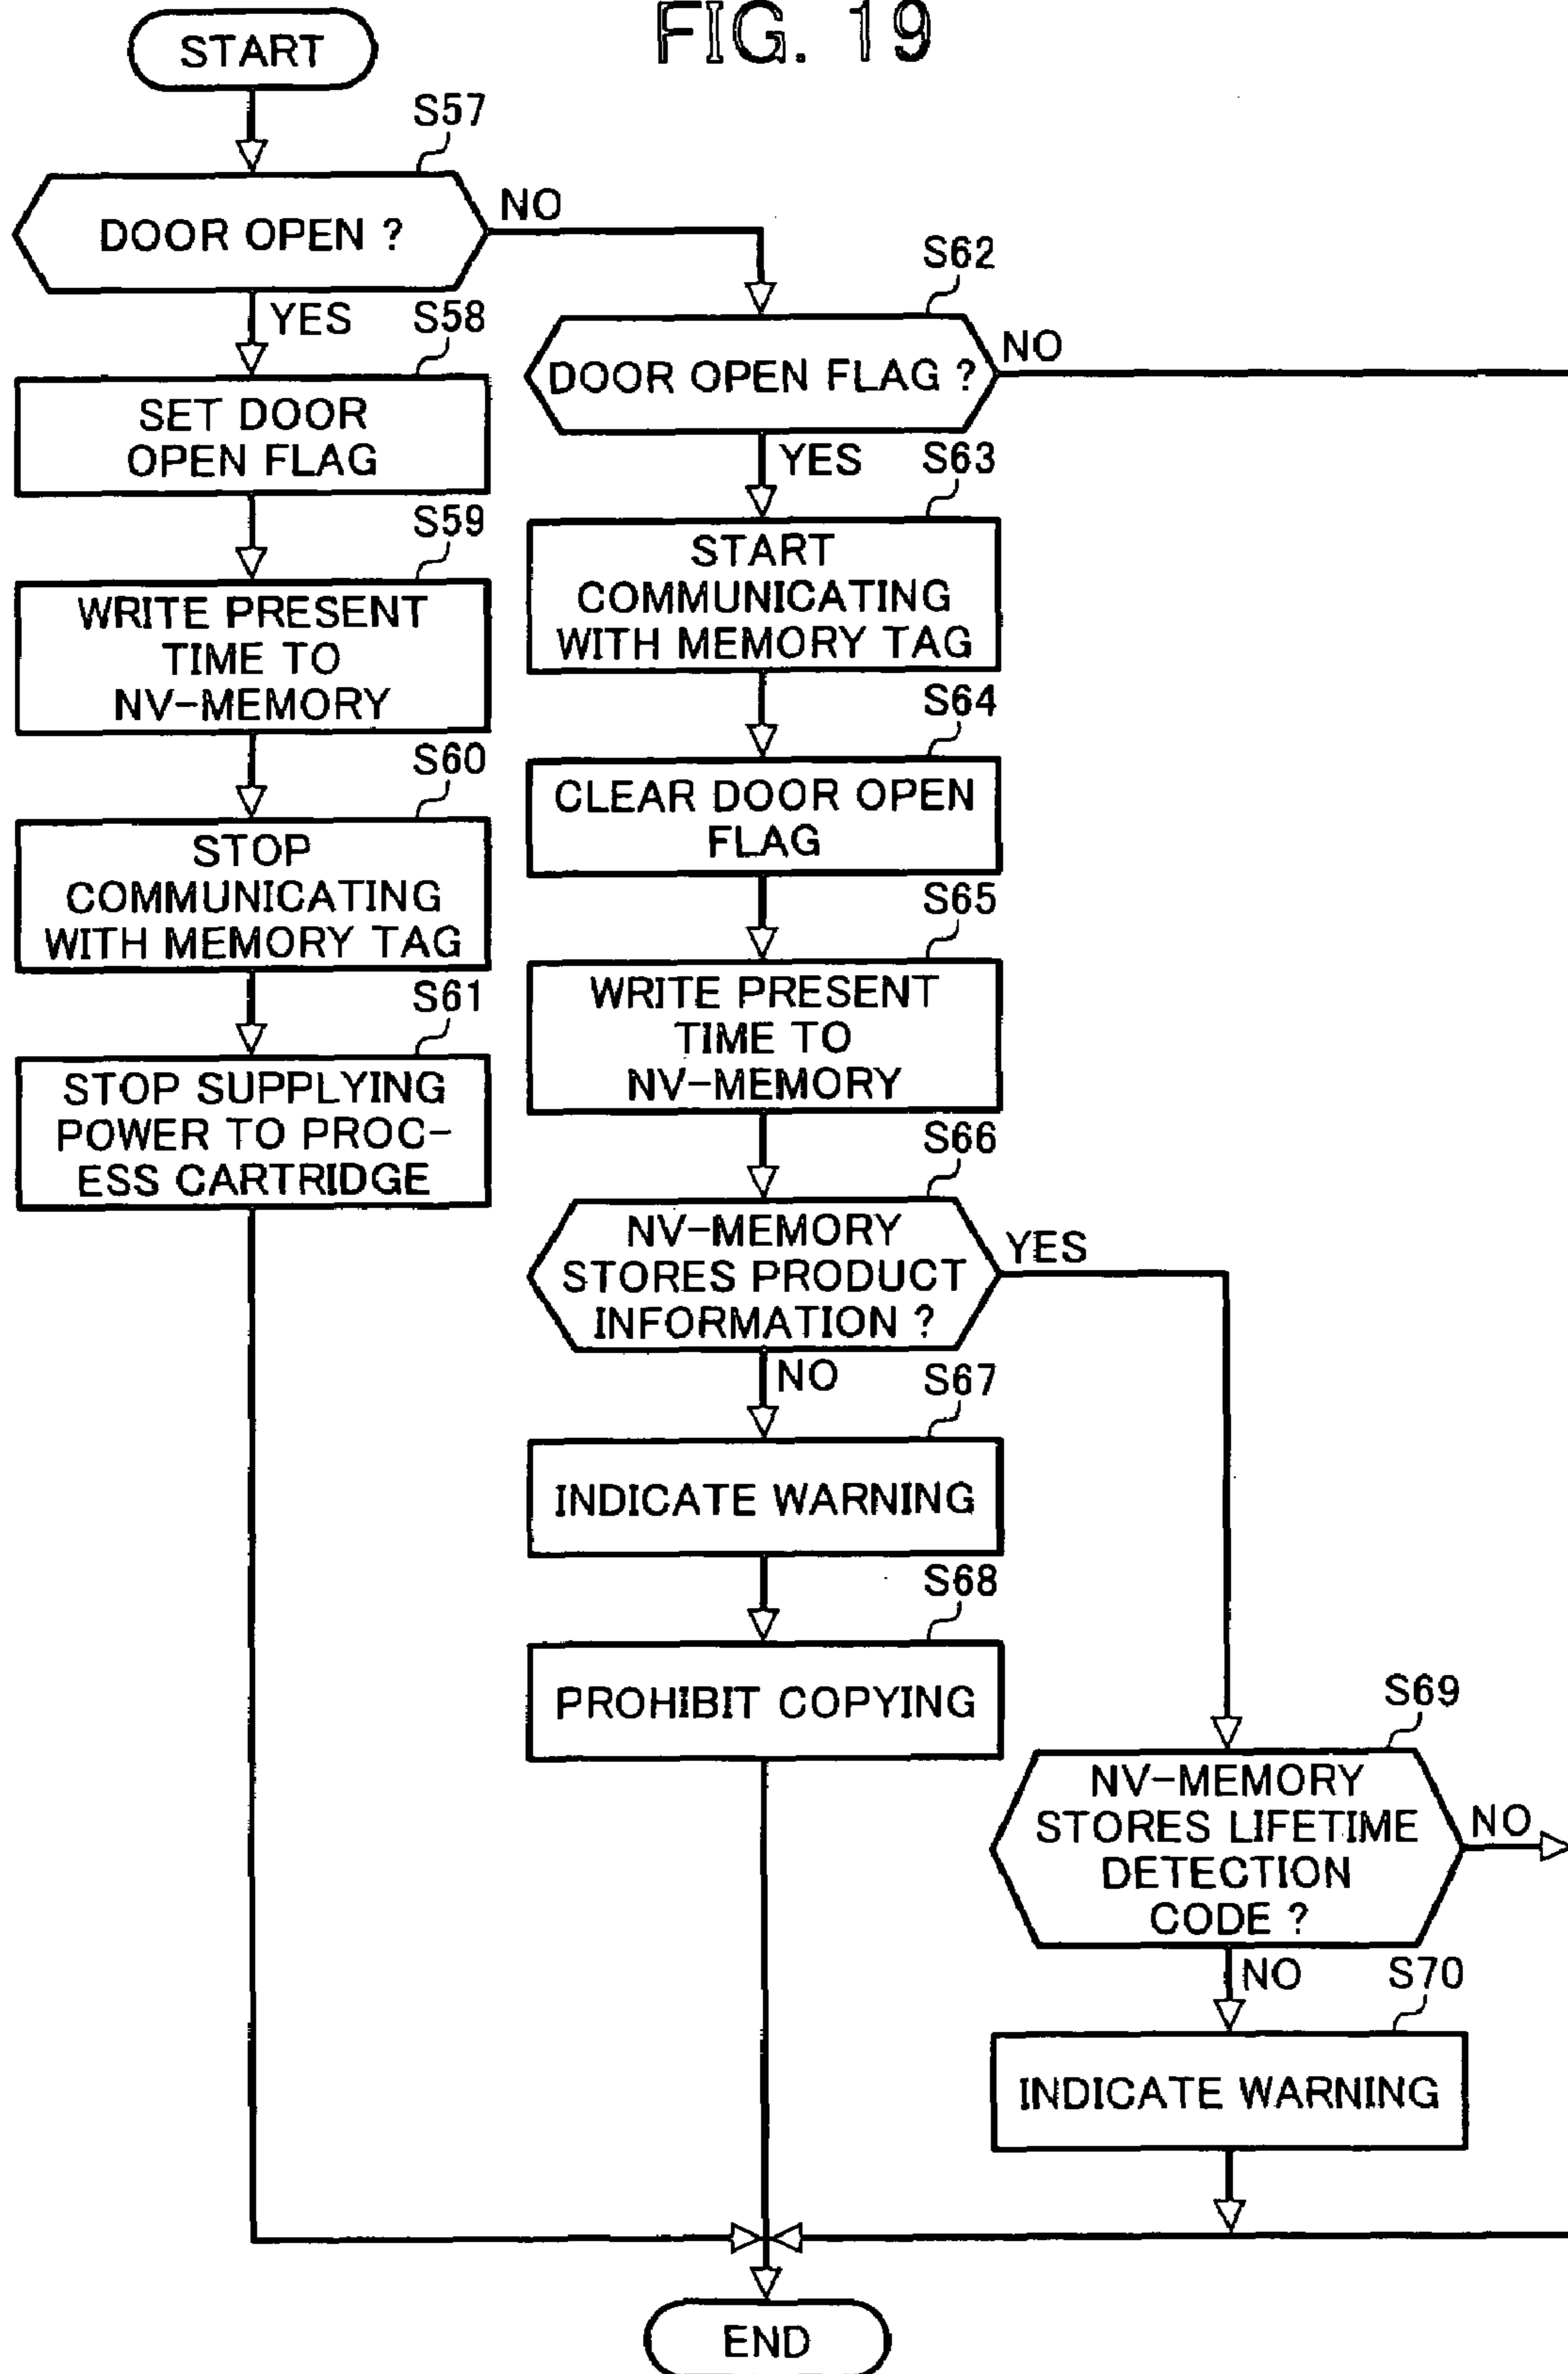 FIG. 19
START
S57
DOOR OPEN ?
NO
YES
S58
SET DOOR
OPEN FLAG
S59
WRITE PRESENT
TIME TO
NV-MEMORY
S60
STOP
COMMUNICATING
WITH MEMORY TAG
S61
STOP SUPPLYING
POWER TO PROC-
ESS CARTRIDGE
S62
DOOR OPEN FLAG ?
NO
YES
S63
START
COMMUNICATING
WITH MEMORY TAG
S64
CLEAR DOOR OPEN
FLAG
S65
WRITE PRESENT
TIME TO
NV-MEMORY
S66
NV-MEMORY
STORES PRODUCT
INFORMATION ?
YES
NO
S67
INDICATE WARNING
S68
PROHIBIT COPYING
S69
NV-MEMORY
STORES LIFETIME
DETECTION
CODE ?
NO
NO
S70
INDICATE WARNING
END